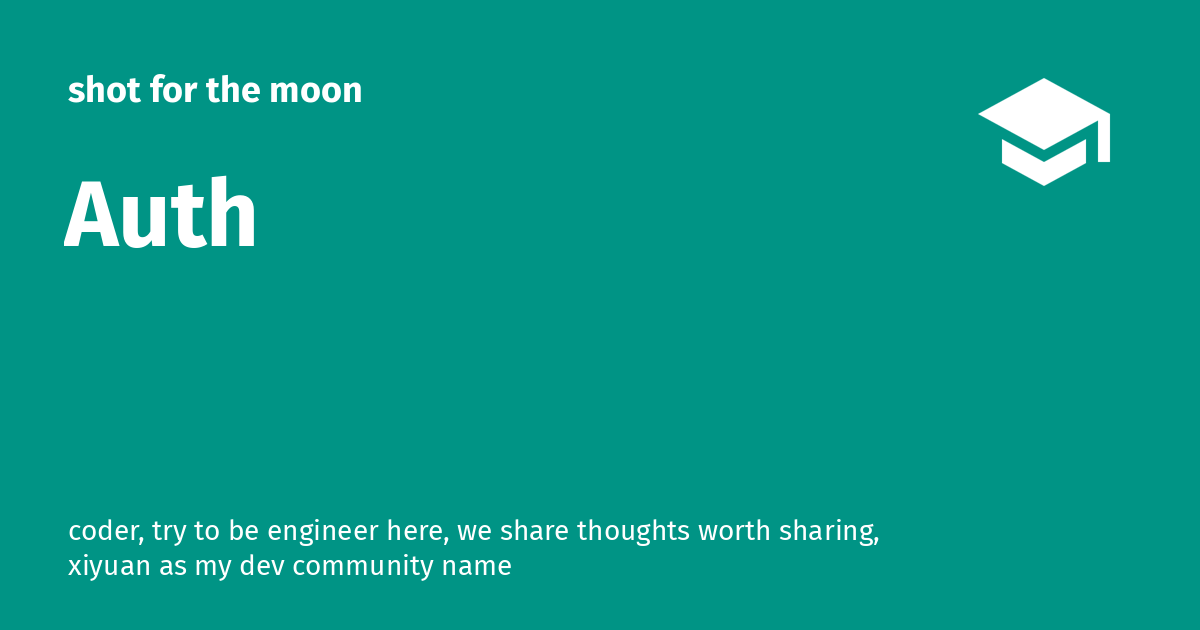 shot for the moon
Auth
coder, try to be engineer here, we share thoughts worth sharing,
xiyuan as my dev community name